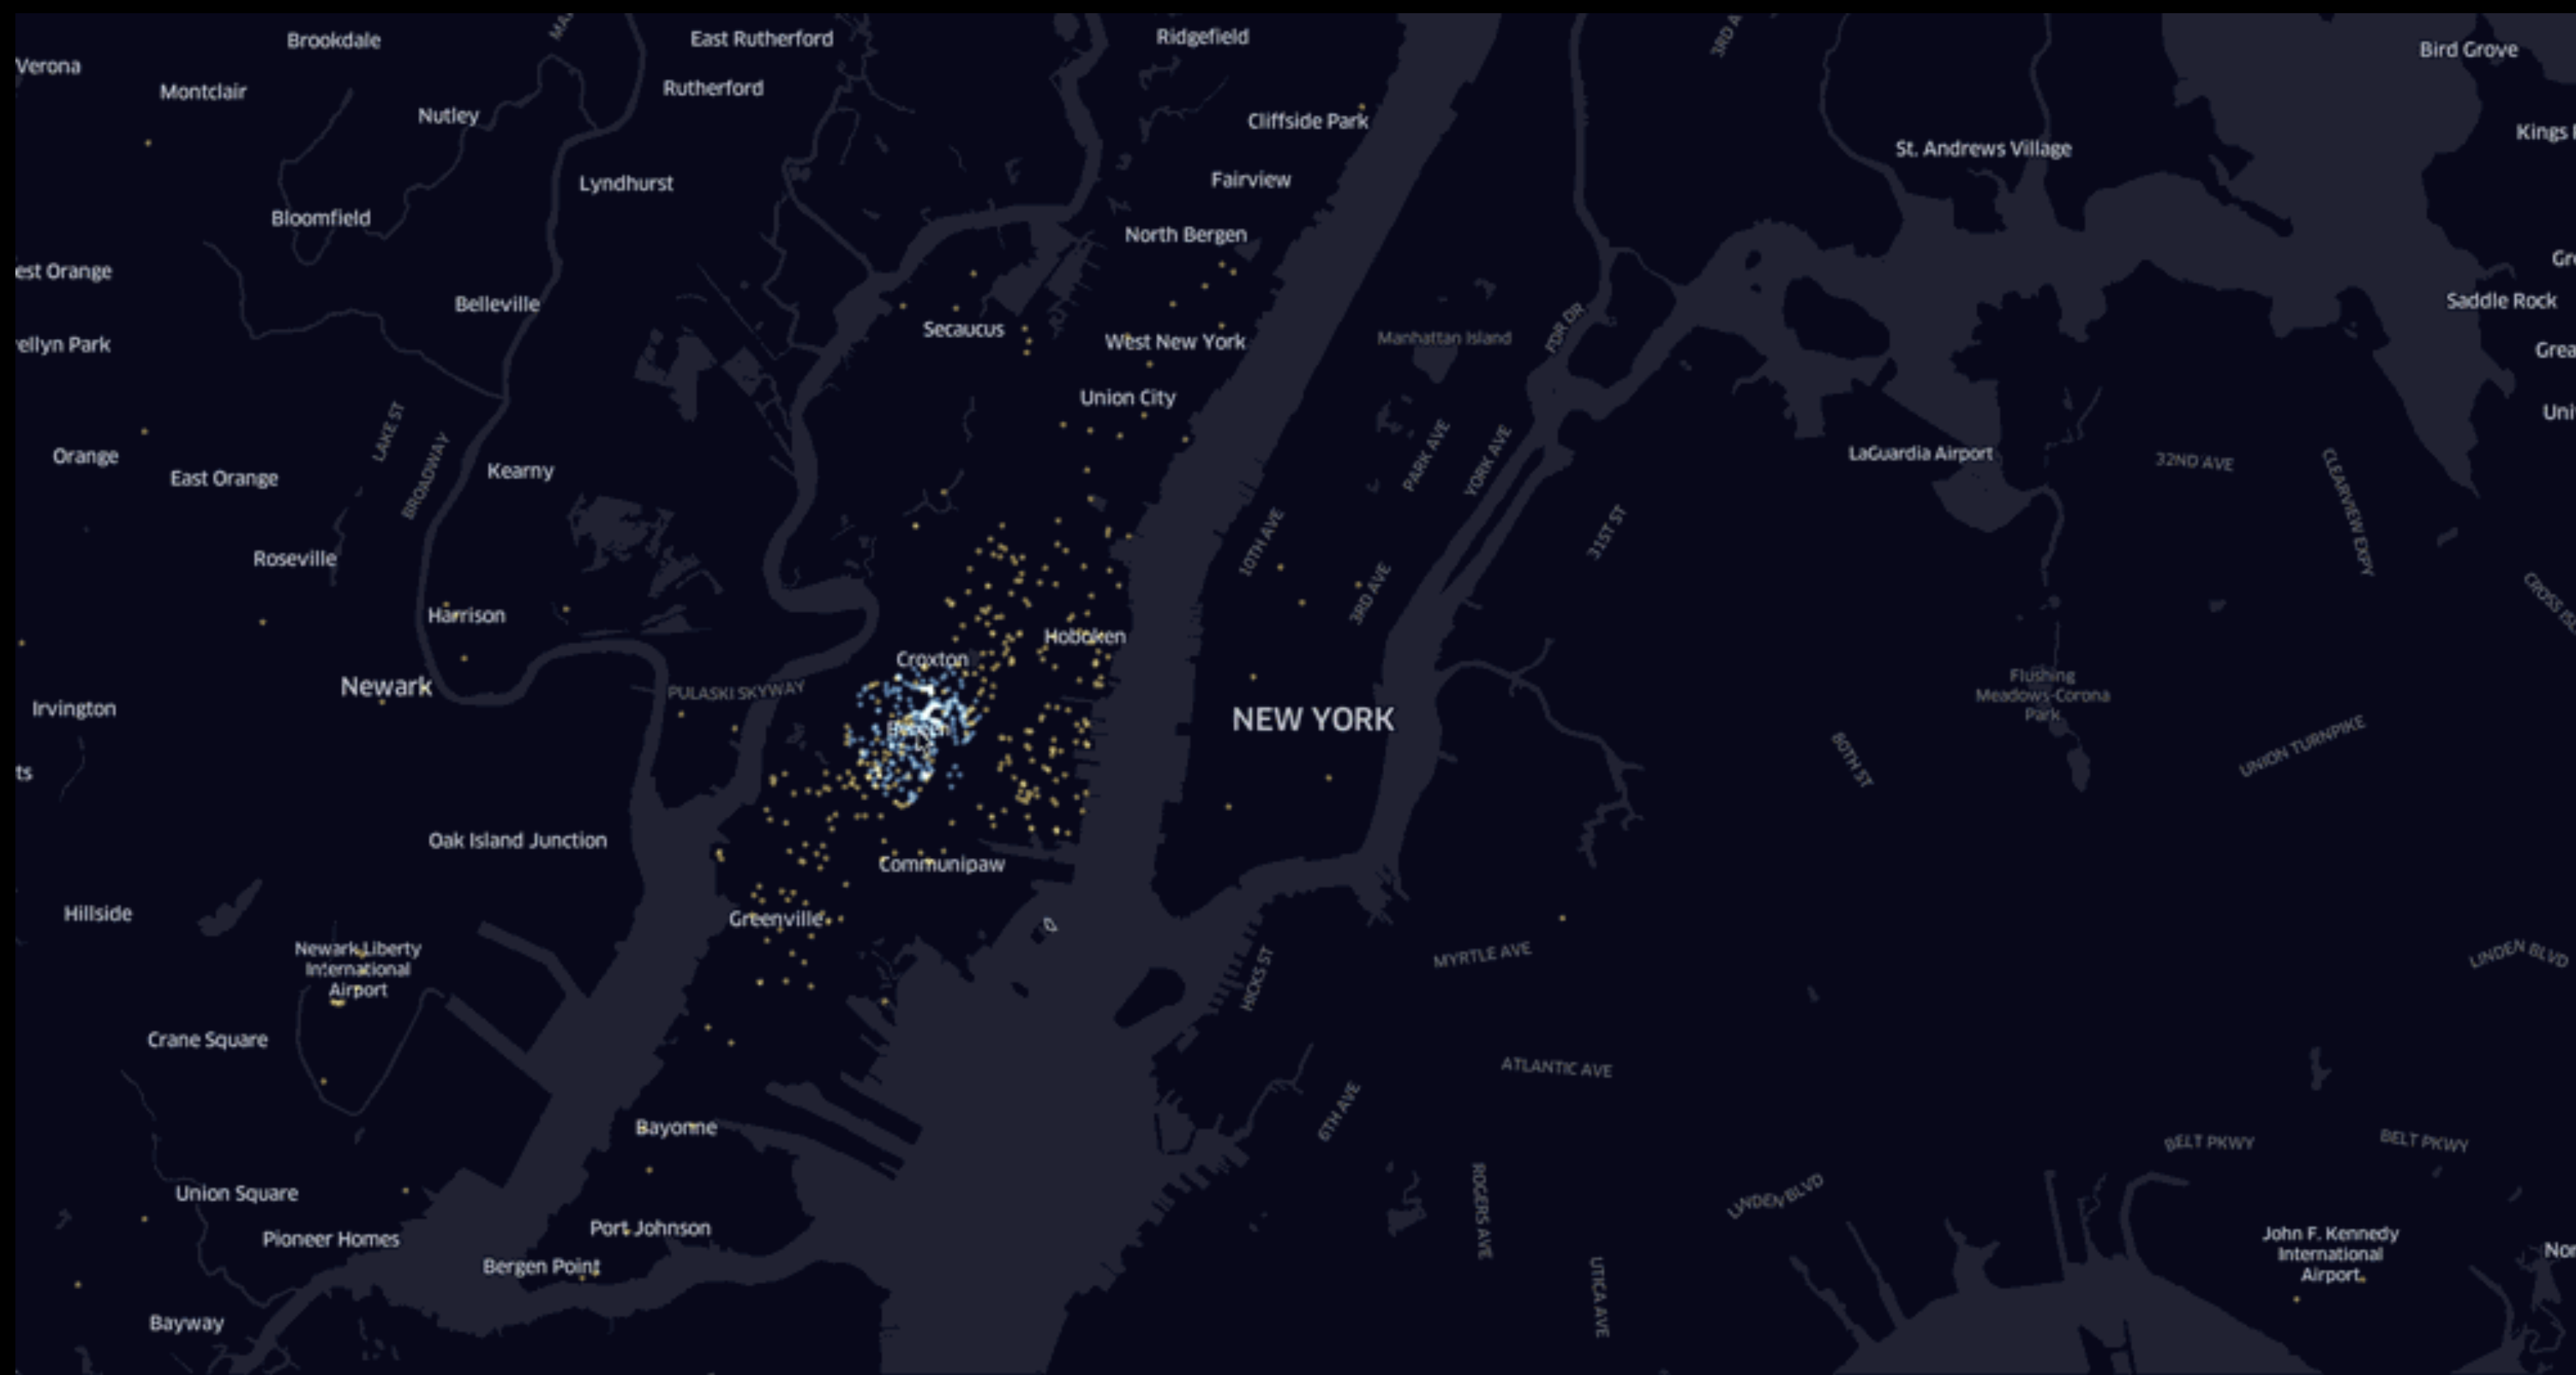 Brookdale
East Rutherford
Ridgefield
Bird Grove
Verona
Rutherford
Montclair
Nutley
Cliffside Park
St. Andrews Village
Kings
Lyndhurst
Fairview
Bloomfield
North Bergen
est Orange
Belleville
Saddle Rock
Secaucus
FDR DR
ellyn Park
West New York
Manhattan Island
Union City
LAKE ST
BROADWAY
Orange
East Orange
Kearny
PARK AVE
YORK AVE
LaGuardia Airport
32ND AVE
CLEARVIEW EXPY
Roseville
10TH AVE
31ST ST
3RD AVE
Harrison
Hoboken
Croxton
Newark
PULASKI SKYWAY
Flushing
Meadows-Corona
Park
Irvington
NEW YORK
80TH ST
UNION TURNPIKE
ts
Oak Island Junction
Communipaw
Hillside
Greenville
Newark Liberty
International
Airport
HICKS ST
MYRTLE AVE
LINDEN BLVD
Crane Square
ATLANTIC AVE
6TH AVE
Bayonne
BELT PKWY
BELT PKWY
Union Square
ROGERS AVE
LINDEN BLVD
Pioneer Homes
Port Johnson
Bergen Point
John F. Kennedy
International
Airport
UTICA AVE
Bayway